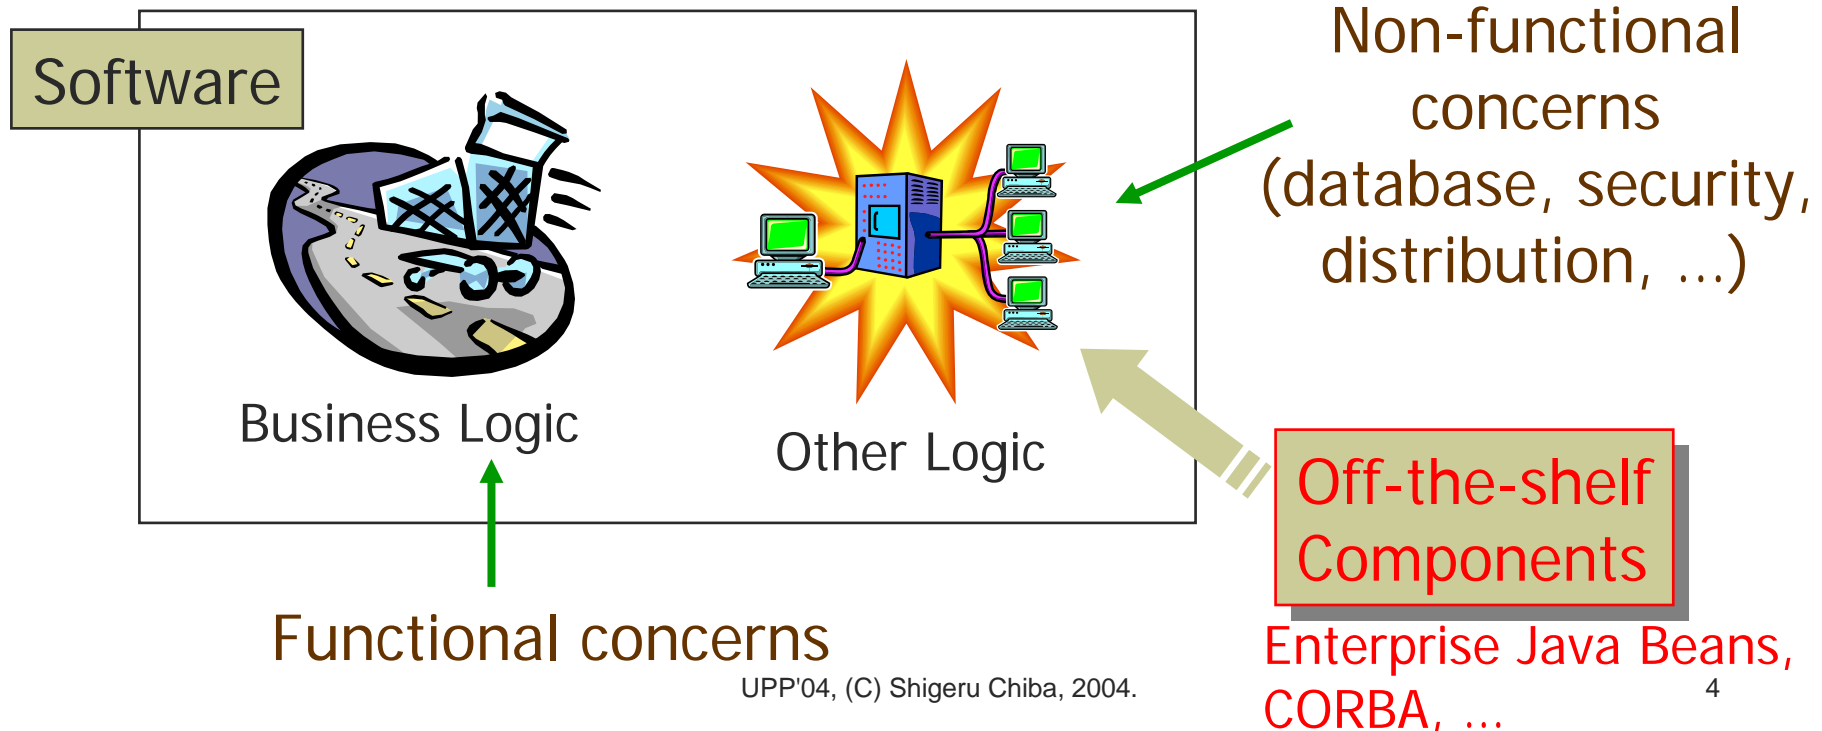 Software
Business Logic
Other Logic
Functional concerns
Non-functional
concerns
(database, security,
distribution, ...)
Off-the-shelf
Components
Enterprise Java Beans,
CORBA, ...
UPP'04, (C) Shigeru Chiba, 2004.
4